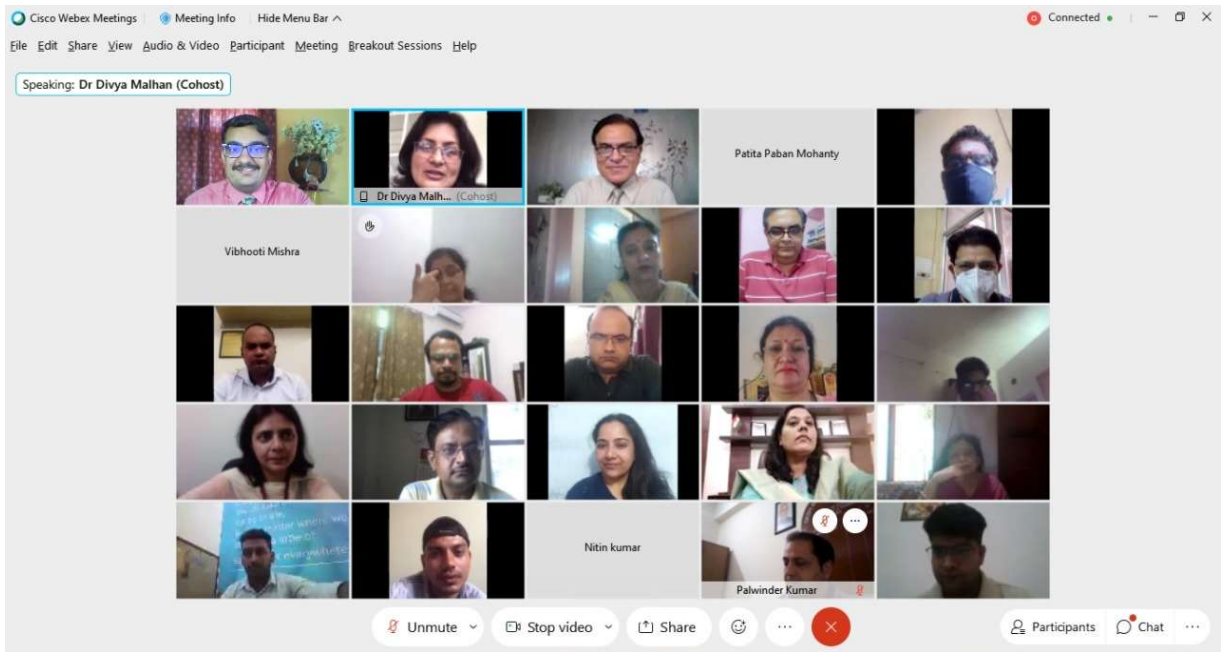 Cisco Webex Meetings Meeting Info Hide Menu Bar Connected
File Edit Share View Audio & Video Participant Meeting Breakout Sessions Help
Speaking: Dr Divya Malhan (Cohost)
Dr Divya Malh... (Cohost)
Patita Paban Mohanty
Vibhooti Mishra
everywhere
Nitin kumar
Palwinder Kumar
Unmute Stop video Share
Participants Chat